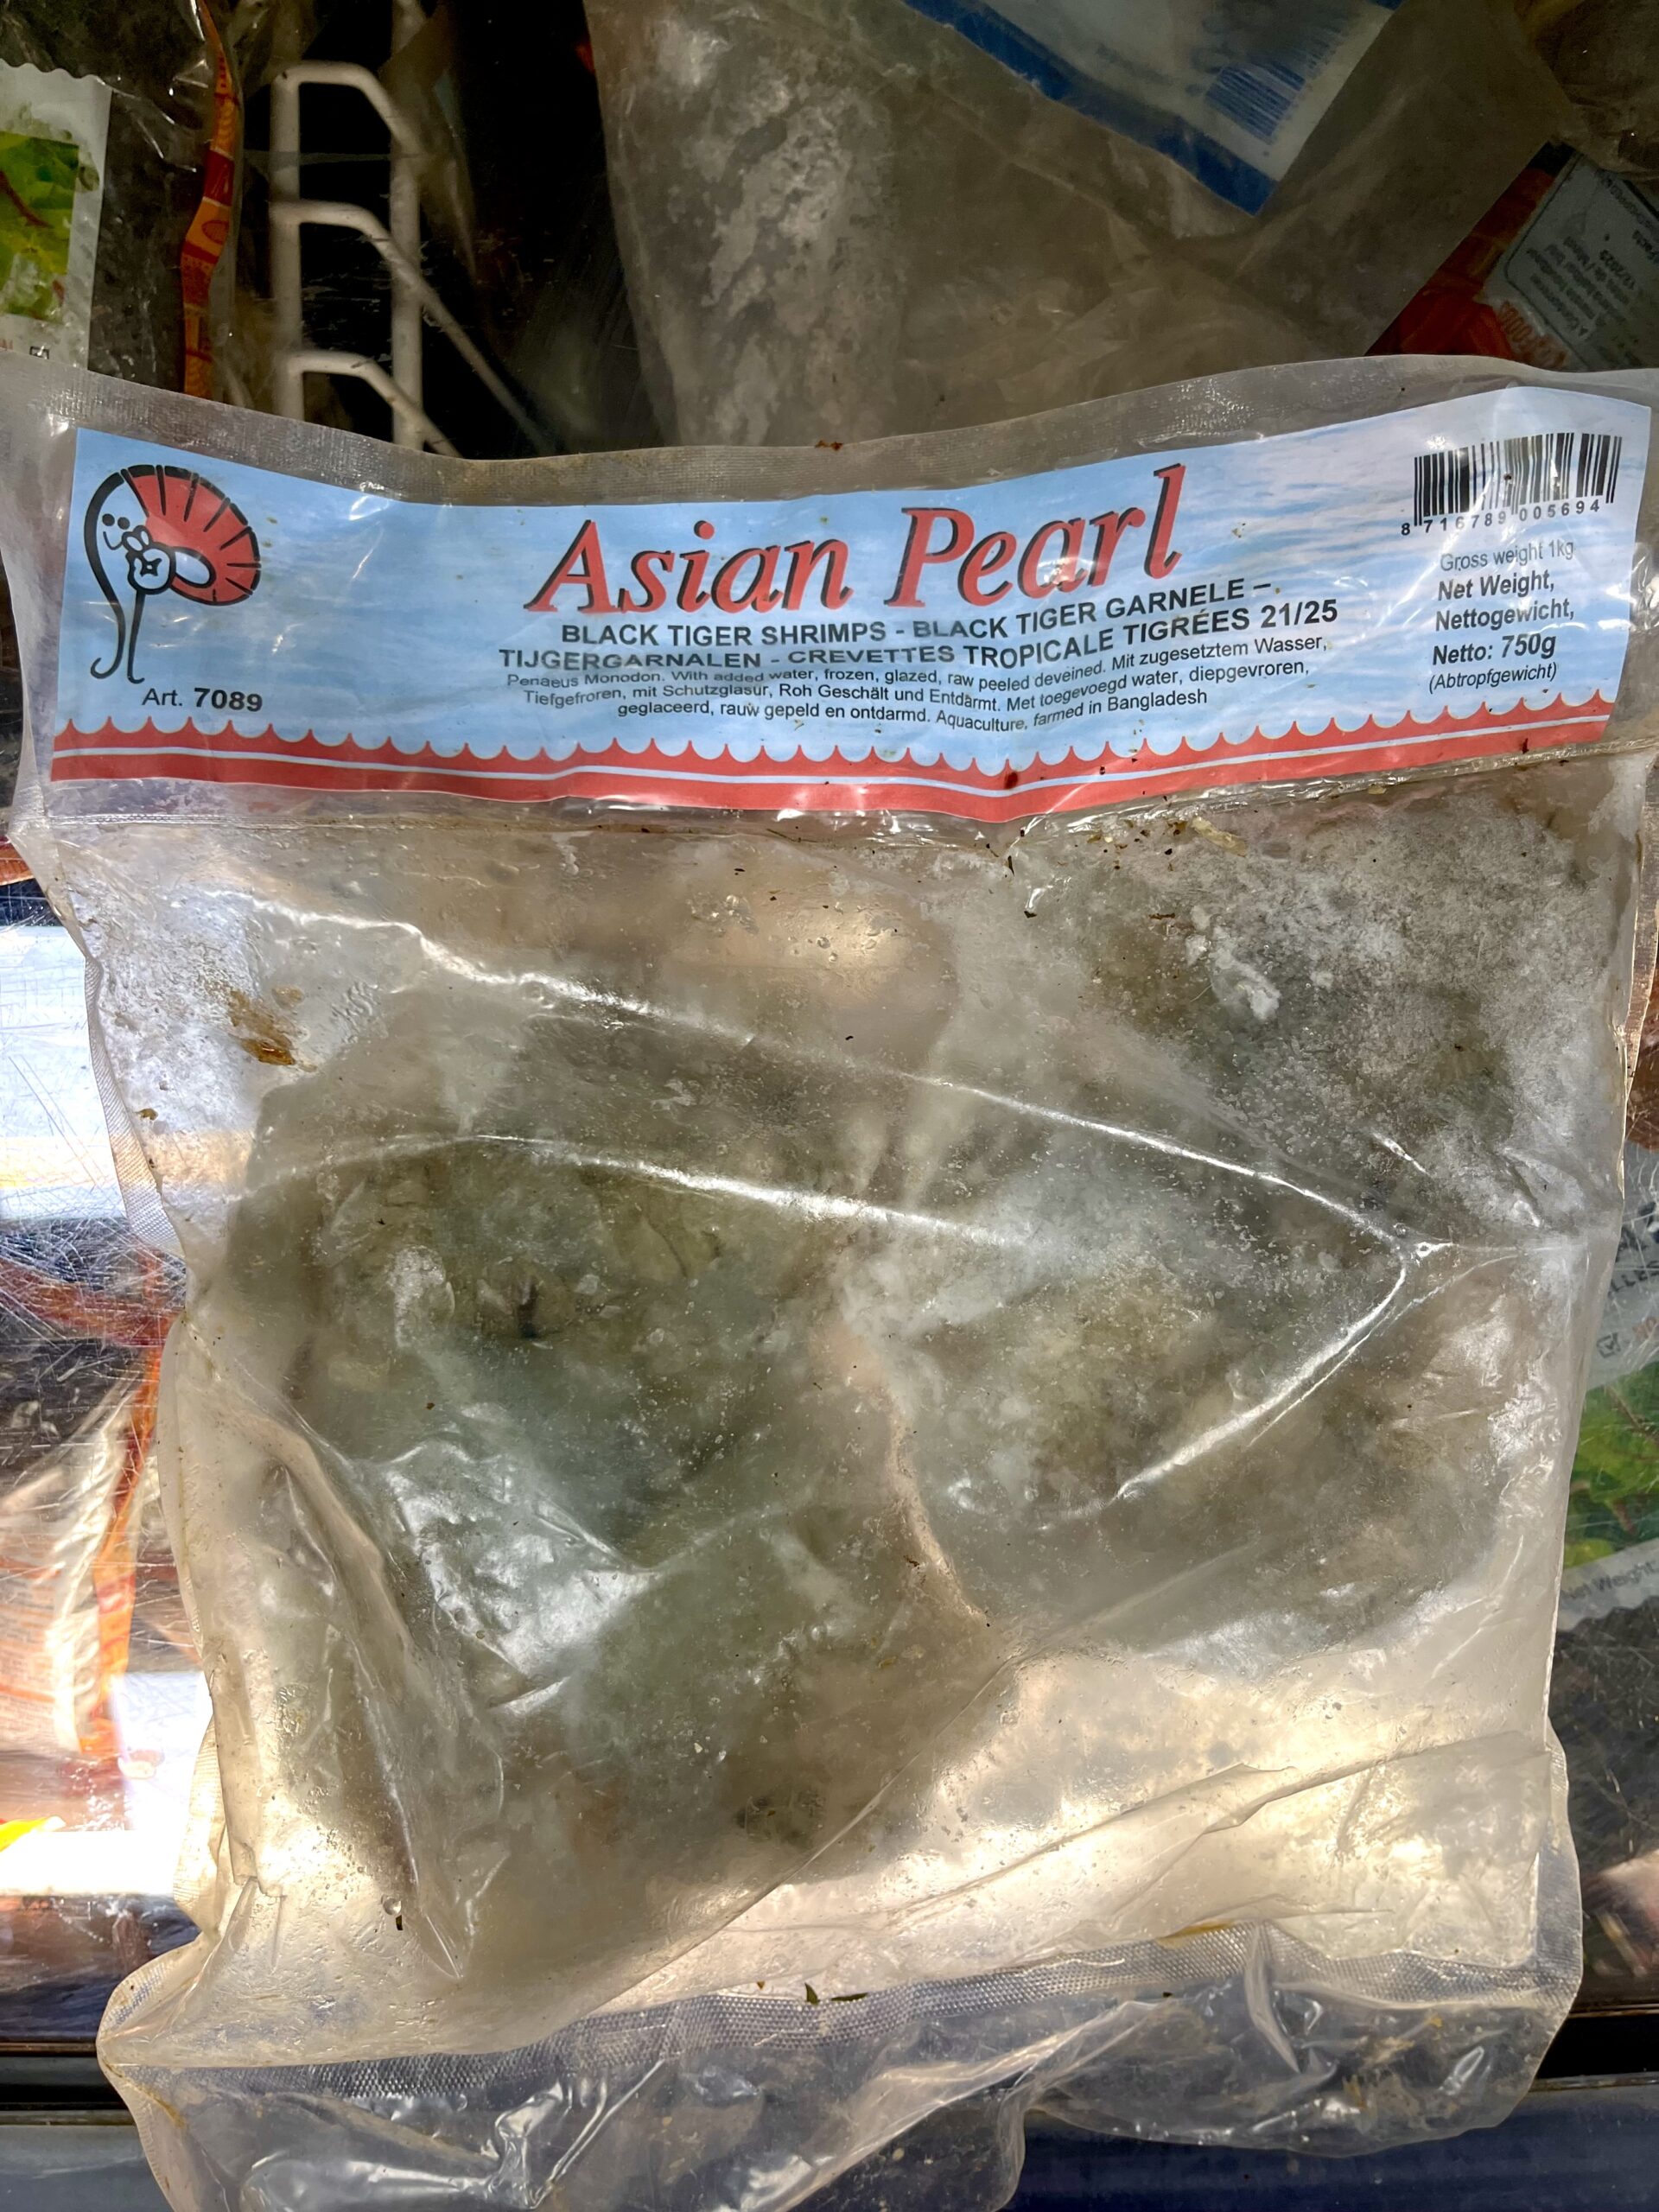 Asian Pearl
BLACK TIGER SHRIMPS - BLACK TIGER GARNELE –
TIJGERGARNALEN - CREVETTES TROPICALE TIGRÉES 21/25
Penaeus Monodon. With added water, frozen, glazed, raw peeled deveined. Mit zugesetztem Wasser,
Tiefgefroren, mit Schutzglasur, Roh Geschält und Entdärmt. Met toegevoegd water, diepgevroren,
geglaceerd, rauw gepeld en ontdarmd. Aquaculture, farmed in Bangladesh
Art. 7089
8 716789 005694
Gross weight 1kg
Net Weight,
Nettogewicht,
Netto: 750g
(Abtropfgewicht)
Net Weight